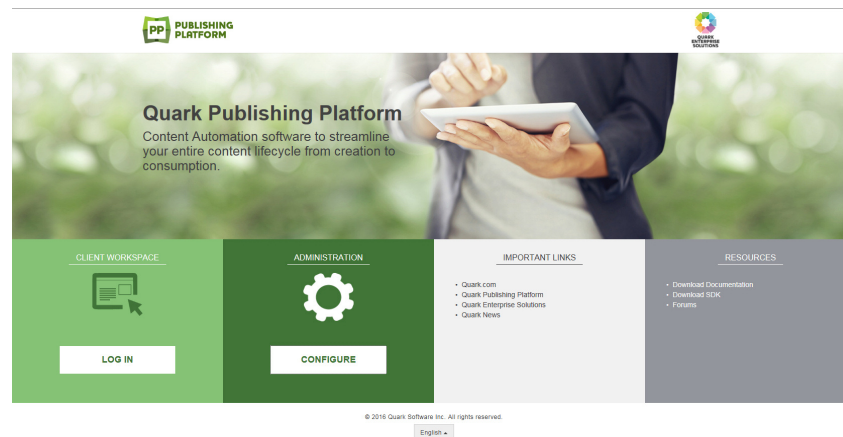 PP PUBLISHING
PLATFORM
QUARK
ENTERPRISE
SOLUTIONS
Quark Publishing Platform
Content Automation software to streamline
your entire content lifecycle from creation to
consumption.
CLIENT WORKSPACE
LOG IN
ADMINISTRATION
CONFIGURE
IMPORTANT LINKS
• Quark.com
• Quark Publishing Platform
• Quark Enterprise Solutions
• Quark News
RESOURCES
• Download Documentation
• Download SDK
• Forums
© 2016 Quark Software Inc. All rights reserved.
English